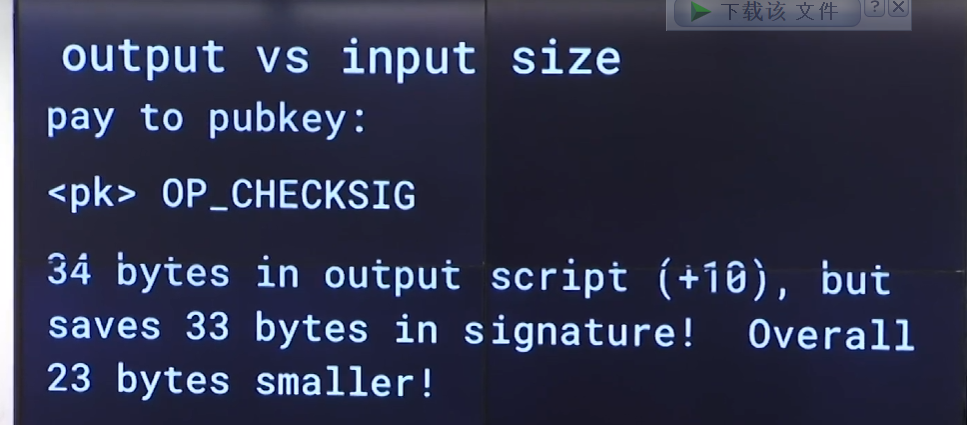 下载该 文件
output vs input size
pay to pubkey:
<pk> OP_CHECKSIG
34 bytes in output script (+10), but
saves 33 bytes in signature! Overall
23 bytes smaller!